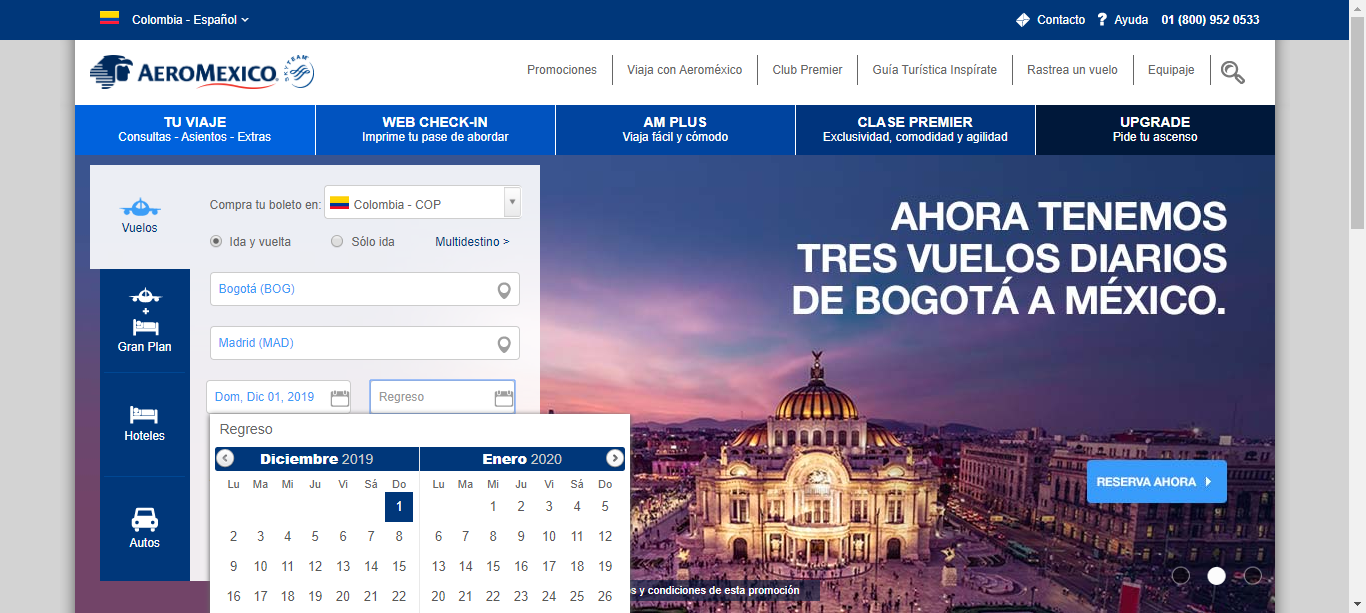 Colombia - Español
Contacto
Ayuda
01 (800) 952 0533
AEROMEXICO
SKYTEAM
Promociones
Viaja con Aeroméxico
Club Premier
Guía Turística Inspírate
Rastrea un vuelo
Equipaje
TU VIAJE
Consultas - Asientos - Extras
WEB CHECK-IN
Imprime tu pase de abordar
AM PLUS
Viaja fácil y cómodo
CLASE PREMIER
Exclusividad, comodidad y agilidad
UPGRADE
Pide tu ascenso
Vuelos
+
Gran Plan
Hoteles
Autos
Compra tu boleto en:
Colombia - COP
Ida y vuelta
Sólo ida
Multidestino >
Bogotá (BOG)
Madrid (MAD)
Dom, Dic 01, 2019
Regreso
Regreso
Diciembre 2019
Lu Ma Mi Ju Vi Sá Do
1
2 3 4 5 6 7 8
9 10 11 12 13 14 15
16 17 18 19 20 21 22
Enero 2020
Lu Ma Mi Ju Vi Sá Do
1 2 3 4 5
6 7 8 9 10 11 12
13 14 15 16 17 18 19
20 21 22 23 24 25 26
AHORA TENEMOS
TRES VUELOS DIARIOS
DE BOGOTÁ A MÉXICO.
RESERVA AHORA
s y condiciones de esta promoción